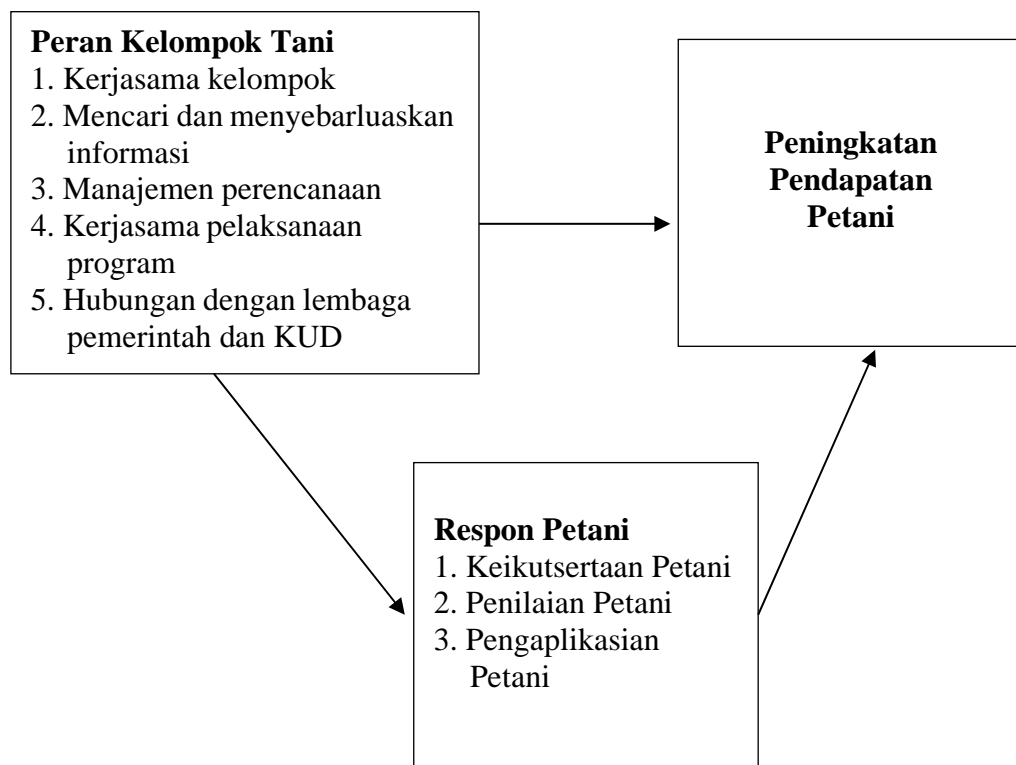 Peran Kelompok Tani
1. Kerjasama kelompok
2. Mencari dan menyebarluaskan
informasi
3. Manajemen perencanaan
4. Kerjasama pelaksanaan
program
5. Hubungan dengan lembaga
pemerintah dan KUD
Peningkatan
Pendapatan
Petani
Respon Petani
1. Keikutsertaan Petani
2. Penilaian Petani
3. Pengaplikasian
Petani